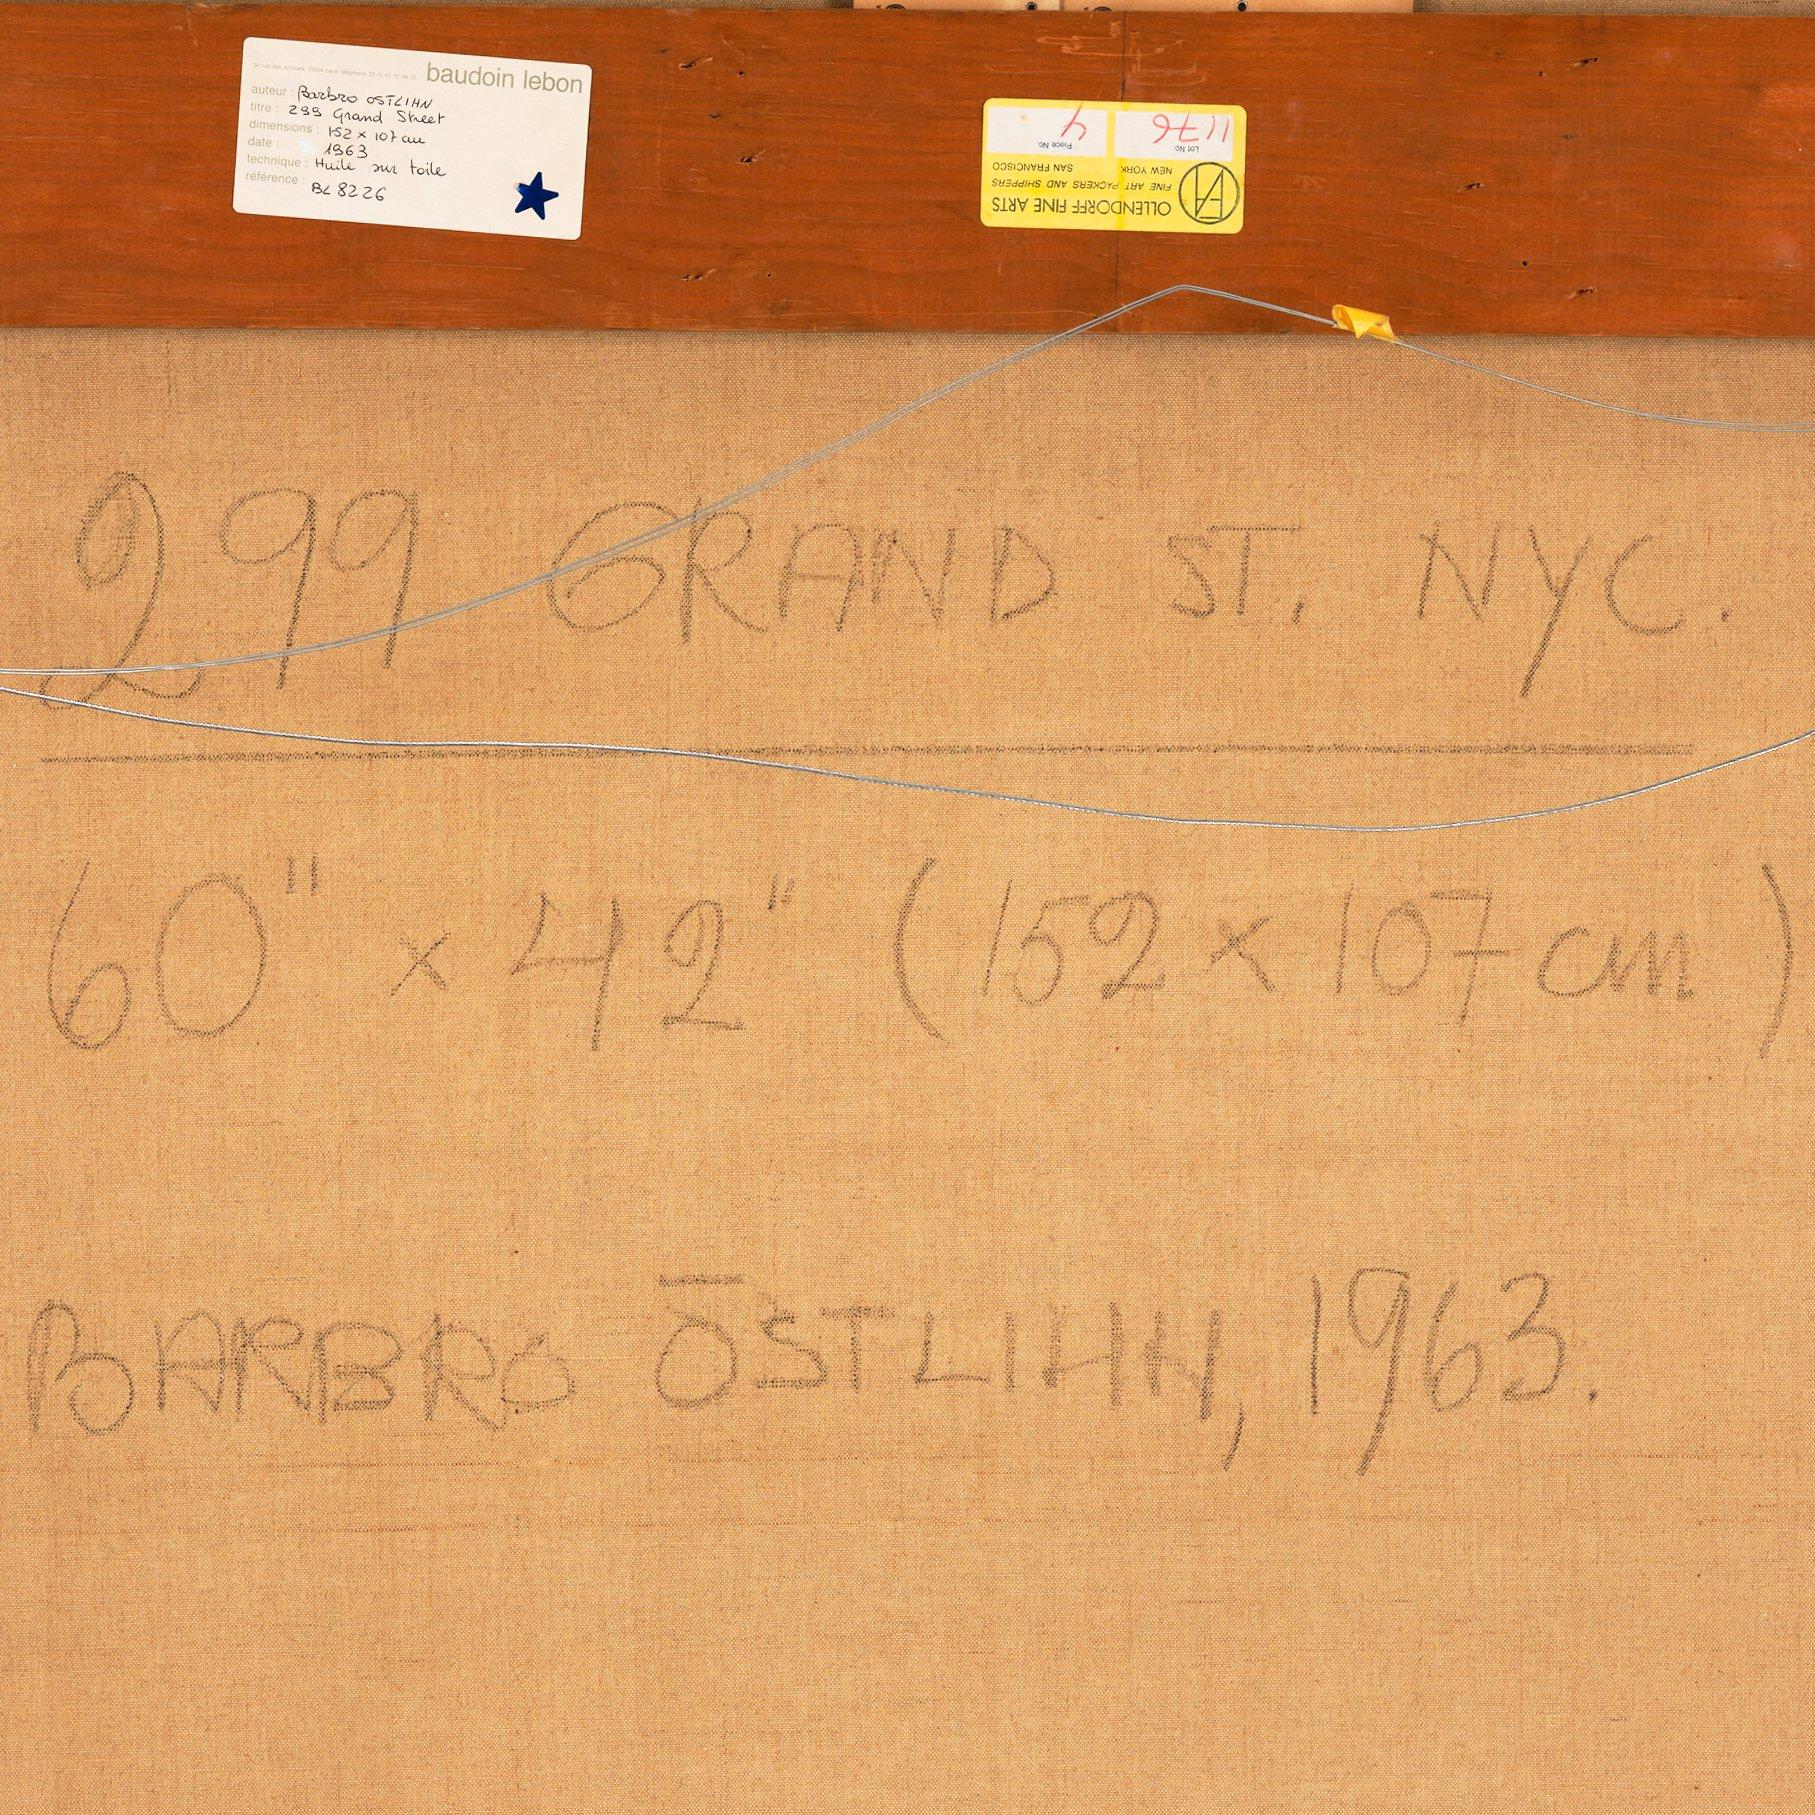 baudoin lebon
auteur : Barbro OSTLIHN
titre : 299 Grand Street
dimensions : 152 x 107 cm
date : 1963
technique : Huile sur toile
référence : BL 8226
OLLENDORFF FINE ARTS
FINE ART PACKERS AND SHIPPERS
NEW YORK SAN FRANCISCO
Lot No. Piece No.
1176 4
299 GRAND ST. NYC.
60" x 42" (152 x 107 cm)
BARBRO ŌSTLIHN, 1963.